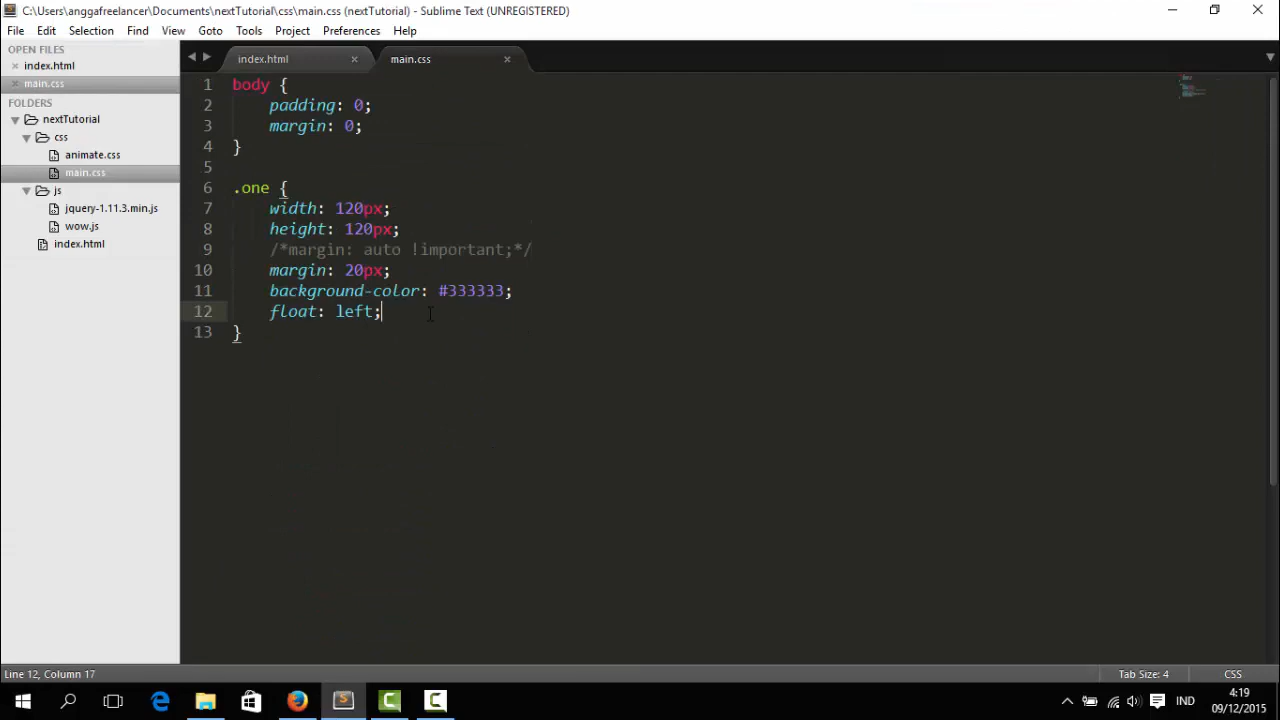 C:\Users\anggafreelancer\Documents\nextTutorial\css\main.css (nextTutorial) - Sublime Text (UNREGISTERED)
File Edit Selection Find View Goto Tools Project Preferences Help
OPEN FILES
index.html
main.css
FOLDERS
nextTutorial
css
animate.css
main.css
js
jquery-1.11.3.min.js
wow.js
index.html
index.html
main.css
1 body {
2 padding: 0;
3 margin: 0;
4 }
5
6 .one {
7 width: 120px;
8 height: 120px;
9 /*margin: auto !important;*/
10 margin: 20px;
11 background-color: #333333;
12 float: left;
13 }
Line 12, Column 17
Tab Size: 4
CSS
IND
4:19
09/12/2015